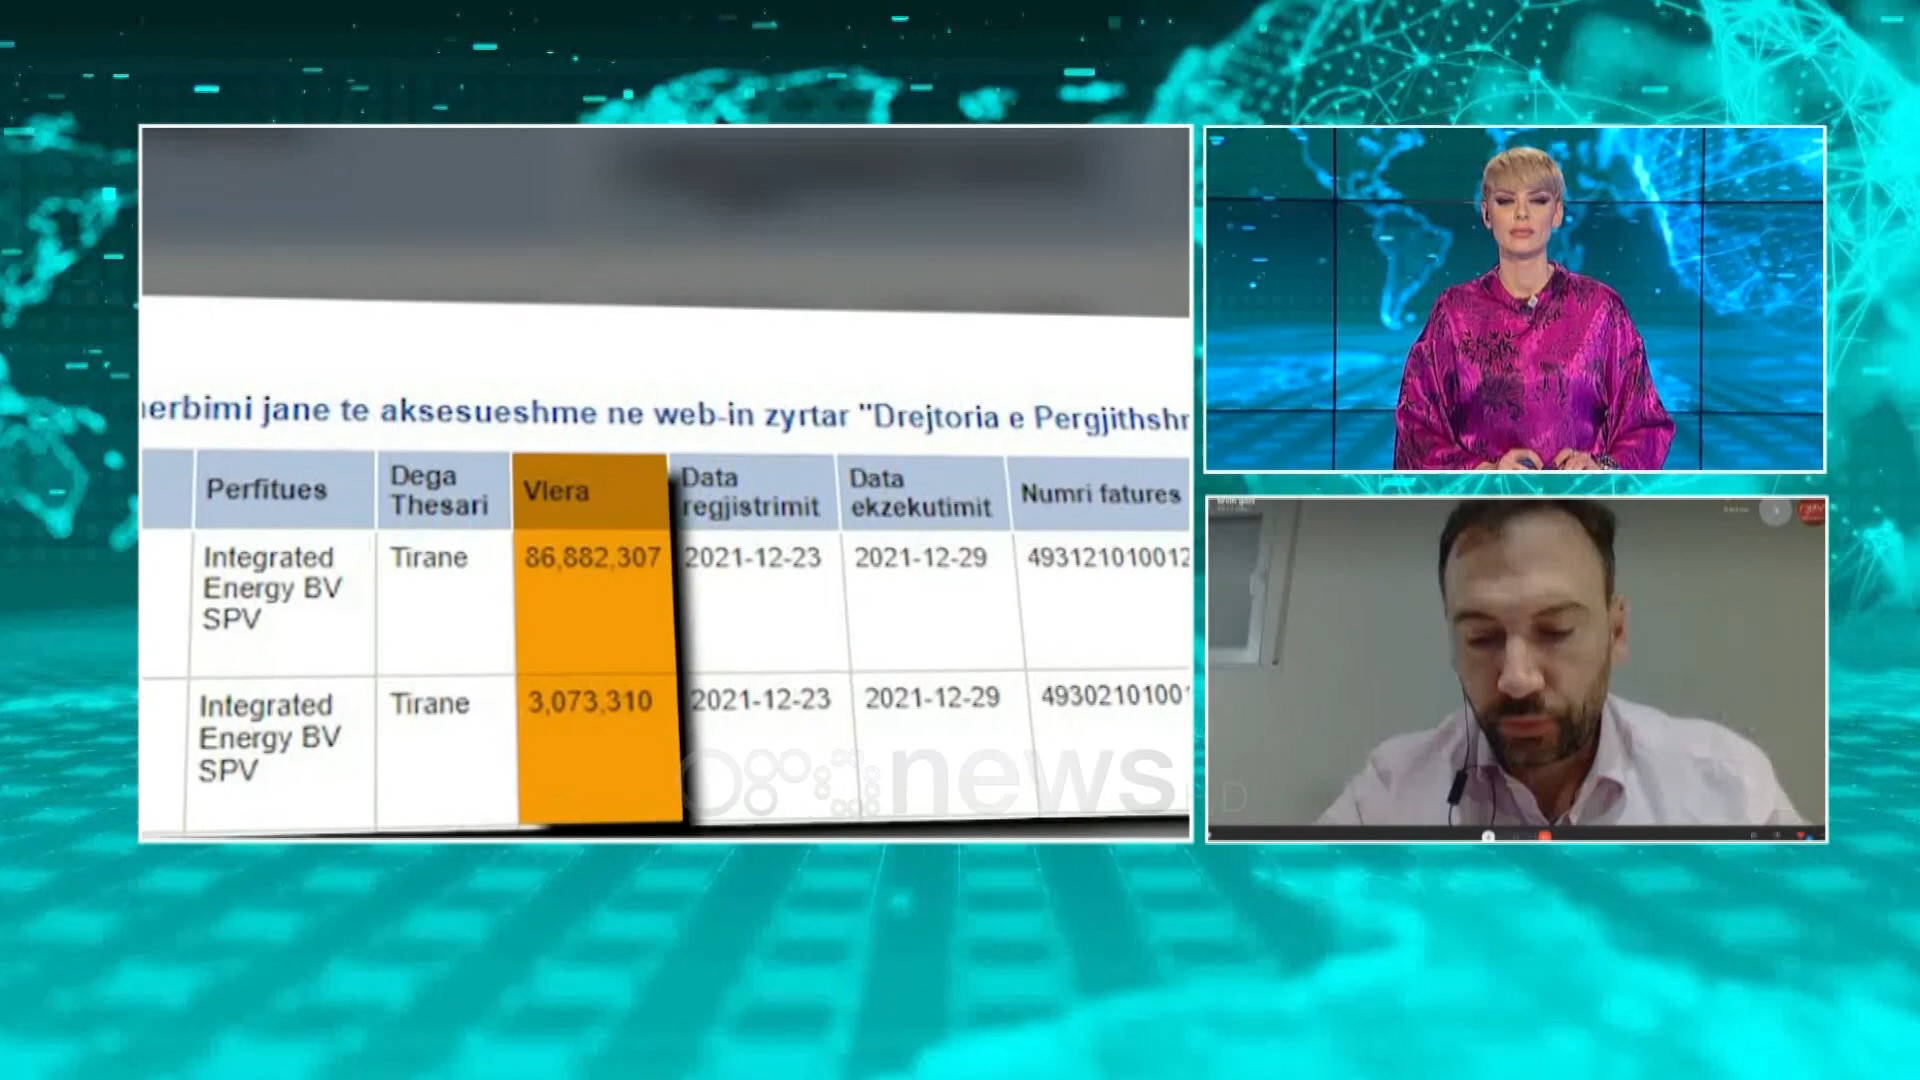 jane te aksesueshme ne web-in zyrtar "Drejtoria e
Perfitues
Dega
Thesari
Vlera
Data
regjistrimit
Data
ekzekutimit
Numri fatures
Integrated
Energy BV
SPV
Tirane
86,882,307
2021-12-23
2021-12-29
493121010012
Integrated
Energy BV
SPV
Tirane
3,073,310
2021-12-23
2021-12-29
4930210100
news